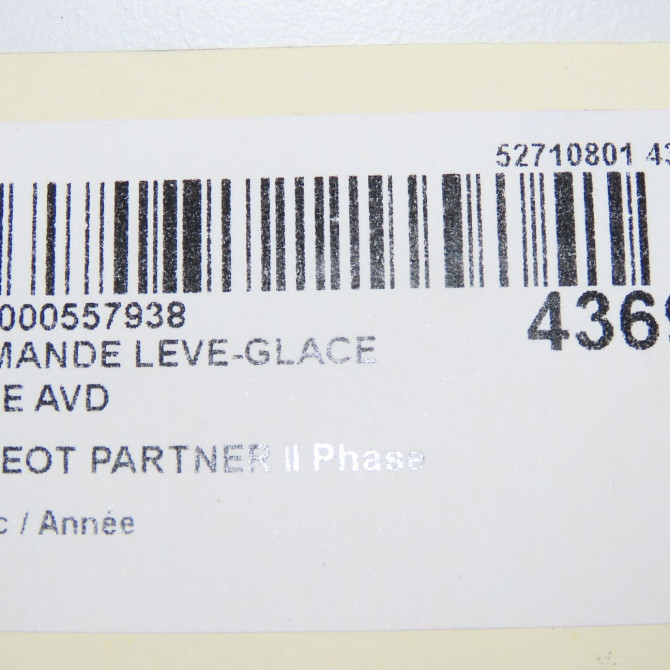 52710801 43
000557938
4369
MANDE LEVE-GLACE
E AVD
EOT PARTNER II Phase
c / Année